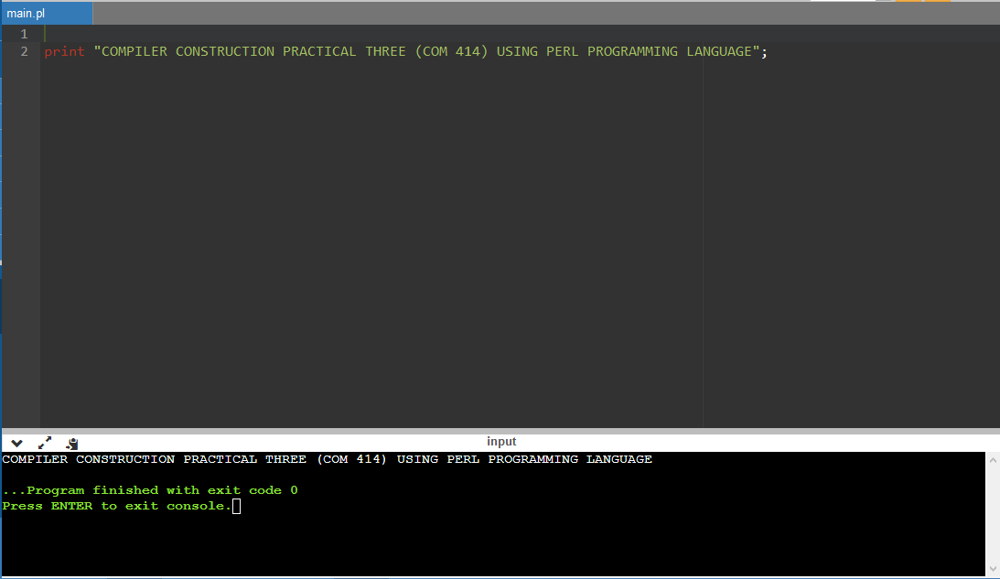 main.pl
1
2 print "COMPILER CONSTRUCTION PRACTICAL THREE (COM 414) USING PERL PROGRAMMING LANGUAGE";
input
COMPILER CONSTRUCTION PRACTICAL THREE (COM 414) USING PERL PROGRAMMING LANGUAGE
...Program finished with exit code 0
Press ENTER to exit console.